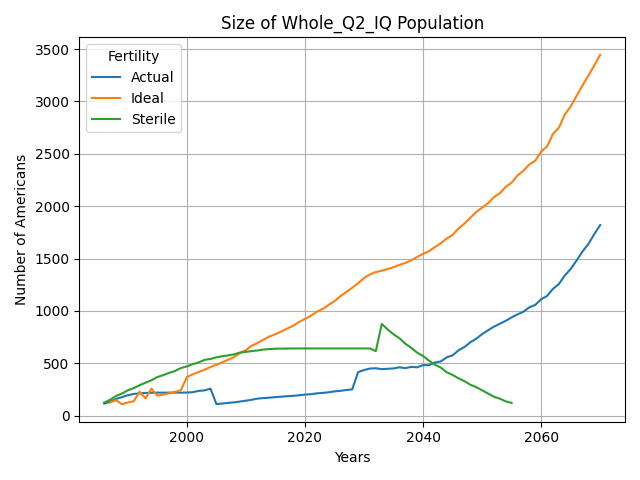 Size of Whole_Q2_IQ Population
Fertility
Actual
Ideal
Sterile
Number of Americans
3500
3000
2500
2000
1500
1000
500
0
2000
2020
2040
2060
Years